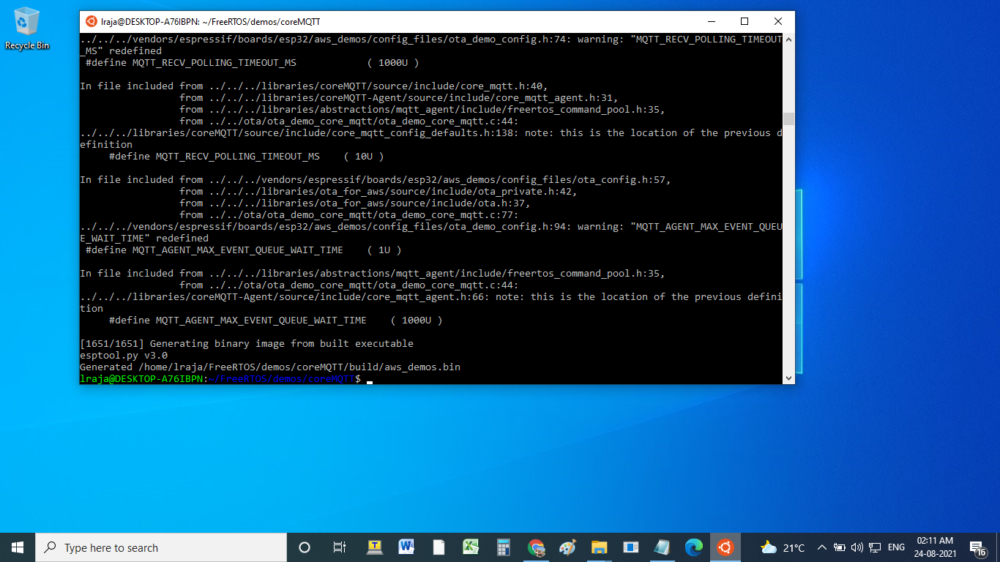 Recycle Bin
lraja@DESKTOP-A76IBPN: ~/FreeRTOS/demos/coreMQTT
../../../vendors/espressif/boards/esp32/aws_demos/config_files/ota_demo_config.h:74: warning: "MQTT_RECV_POLLING_TIMEOUT
_MS" redefined
 #define MQTT_RECV_POLLING_TIMEOUT_MS            ( 1000U )
In file included from ../../../libraries/coreMQTT/source/include/core_mqtt.h:40,
                 from ../../../libraries/coreMQTT-Agent/source/include/core_mqtt_agent.h:31,
                 from ../../../libraries/abstractions/mqtt_agent/include/freertos_command_pool.h:35,
                 from ../../ota/ota_demo_core_mqtt/ota_demo_core_mqtt.c:44:
../../../libraries/coreMQTT/source/include/core_mqtt_config_defaults.h:138: note: this is the location of the previous d
efinition
     #define MQTT_RECV_POLLING_TIMEOUT_MS    ( 10U )
In file included from ../../../vendors/espressif/boards/esp32/aws_demos/config_files/ota_config.h:57,
                 from ../../../libraries/ota_for_aws/source/include/ota_private.h:42,
                 from ../../../libraries/ota_for_aws/source/include/ota.h:37,
                 from ../../ota/ota_demo_core_mqtt/ota_demo_core_mqtt.c:77:
../../../vendors/espressif/boards/esp32/aws_demos/config_files/ota_demo_config.h:94: warning: "MQTT_AGENT_MAX_EVENT_QUEU
E_WAIT_TIME" redefined
 #define MQTT_AGENT_MAX_EVENT_QUEUE_WAIT_TIME    ( 1U )
In file included from ../../../libraries/abstractions/mqtt_agent/include/freertos_command_pool.h:35,
                 from ../../ota/ota_demo_core_mqtt/ota_demo_core_mqtt.c:44:
../../../libraries/coreMQTT-Agent/source/include/core_mqtt_agent.h:66: note: this is the location of the previous defini
tion
     #define MQTT_AGENT_MAX_EVENT_QUEUE_WAIT_TIME    ( 1000U )
[1651/1651] Generating binary image from built executable
esptool.py v3.0
Generated /home/lraja/FreeRTOS/demos/coreMQTT/build/aws_demos.bin
lraja@DESKTOP-A76IBPN:~/FreeRTOS/demos/coreMQTT$
Type here to search
21°C
ENG
02:11 AM
24-08-2021
16